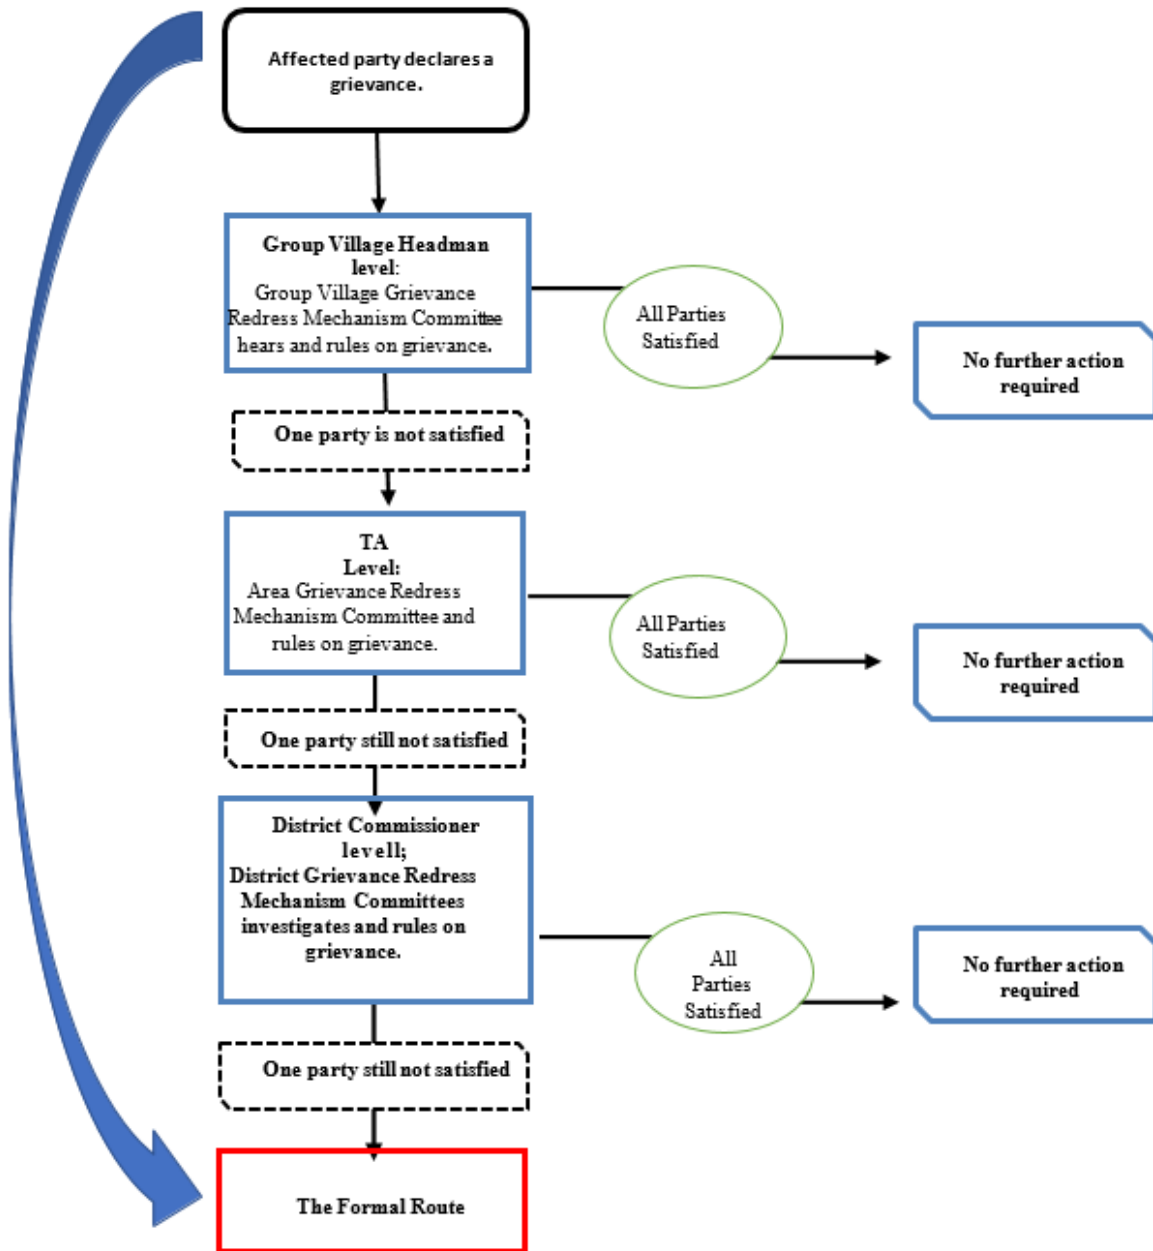 Affected party declares a
grievance.
Group Village Headman
level:
Group Village Grievance
Redress Mechanism Committee
hears and rules on grievance.
All Parties
Satisfied
No further action
required
One party is not satisfied
TA
Level:
Area Grievance Redress
Mechanism Committee and
rules on grievance.
All Parties
Satisfied
No further action
required
One party still not satisfied
District Commissioner
levell;
District Grievance Redress
Mechanism Committees
investigates and rules on
grievance.
All
Parties
Satisfied
No further action
required
One party still not satisfied
The Formal Route